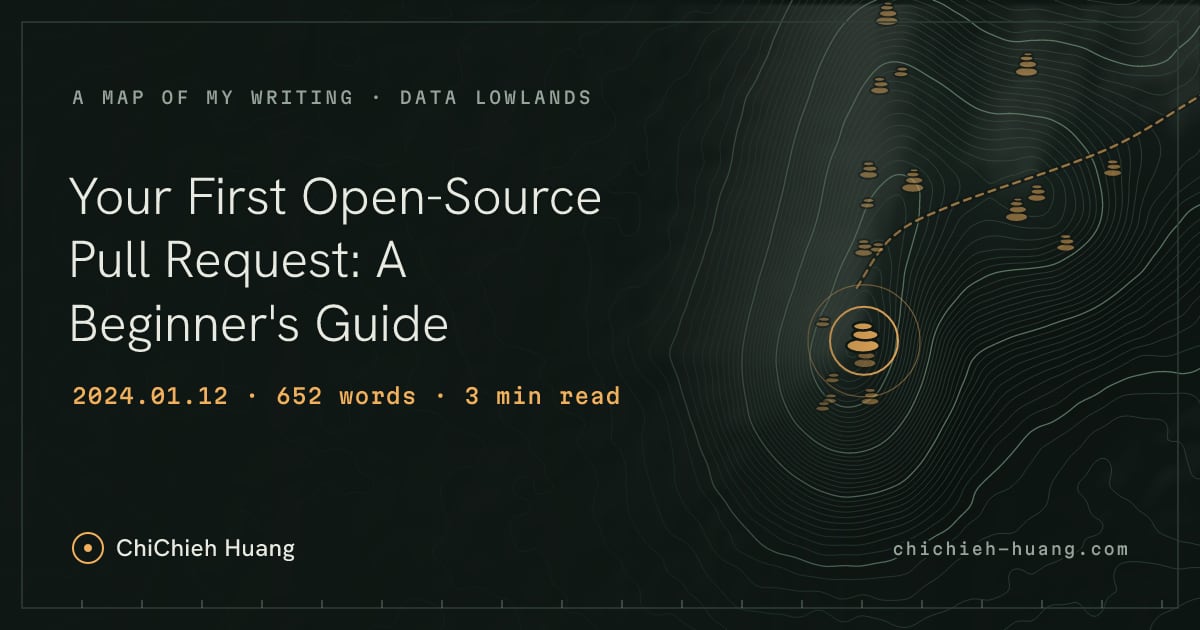 A MAP OF MY WRITING · DATA LOWLANDS
Your First Open-Source
Pull Request: A
Beginner's Guide
2024.01.12 · 652 words · 3 min read
ChiChieh Huang
chichieh-huang.com